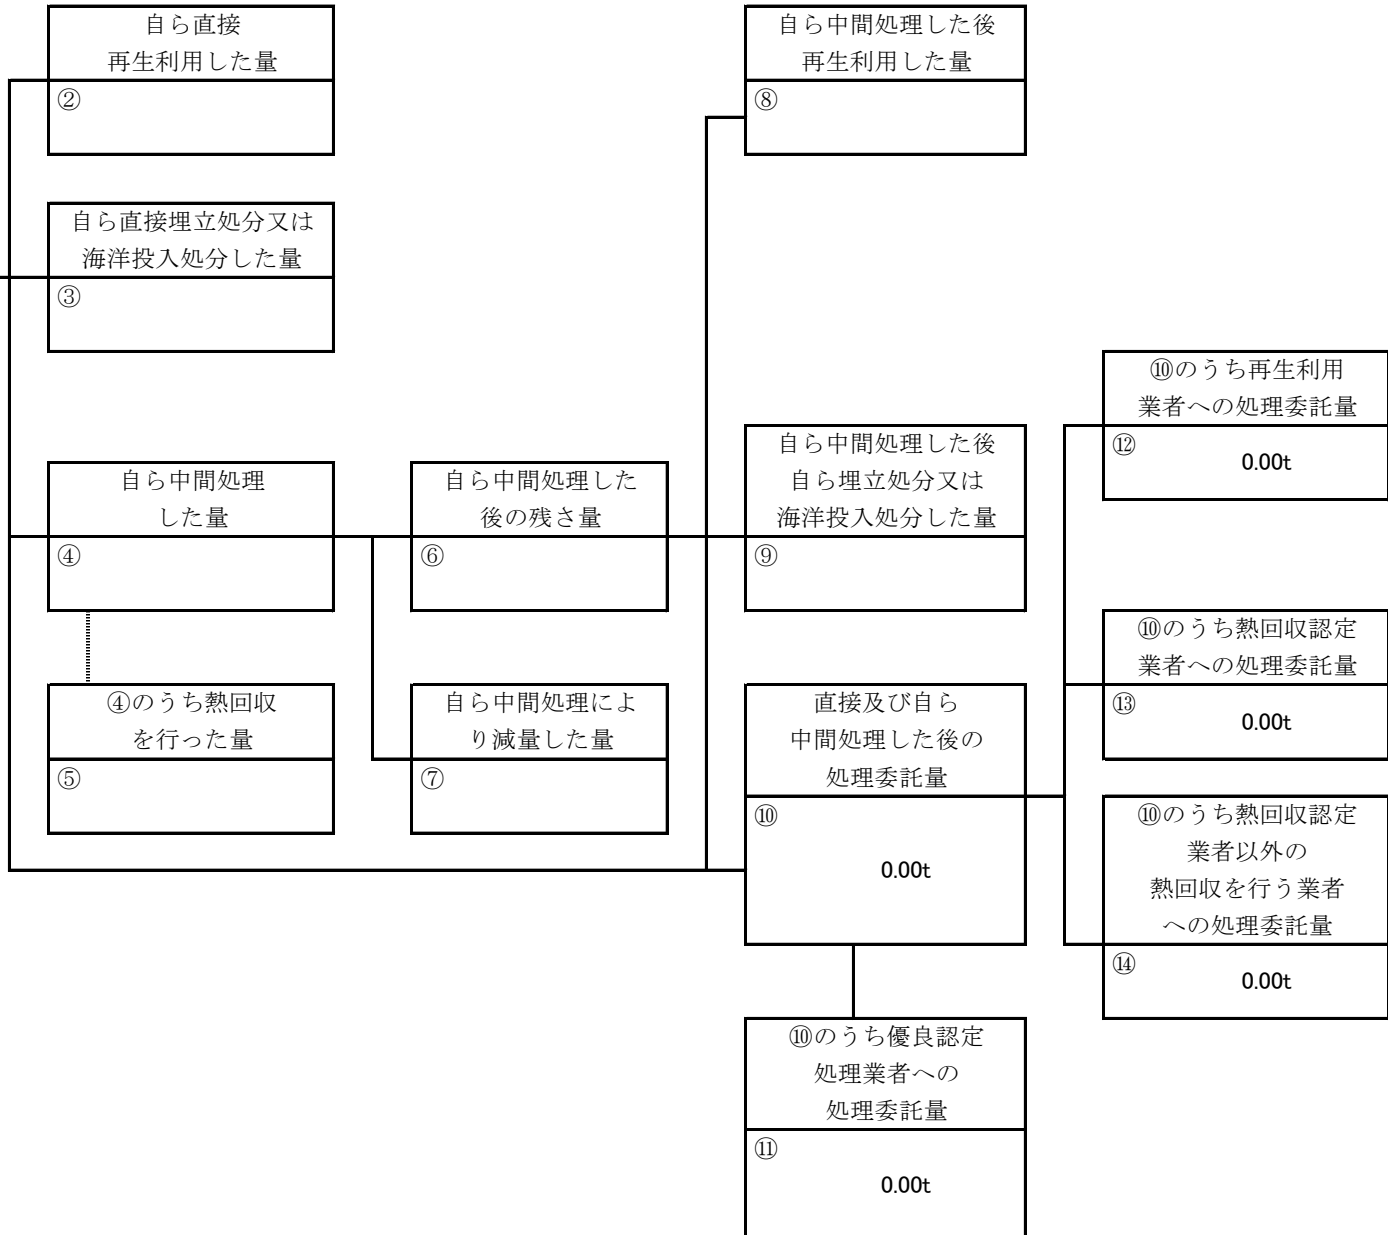 自ら直接
再生利用した量
②
自ら中間処理した後
再生利用した量
⑧
自ら直接埋立処分又は
海洋投入処分した量
③
⑩のうち再生利用
業者への処理委託量
⑫
0.00t
自ら中間処理
した量
④
自ら中間処理した
後の残さ量
⑥
自ら中間処理した後
自ら埋立処分又は
海洋投入処分した量
⑨
⑩のうち熱回収認定
業者への処理委託量
⑬
0.00t
④のうち熱回収
を行った量
⑤
自ら中間処理によ
り減量した量
⑦
直接及び自ら
中間処理した後の
処理委託量
⑩
0.00t
⑩のうち熱回収認定
業者以外の
熱回収を行う業者
への処理委託量
⑭
0.00t
⑩のうち優良認定
処理業者への
処理委託量
⑪
0.00t